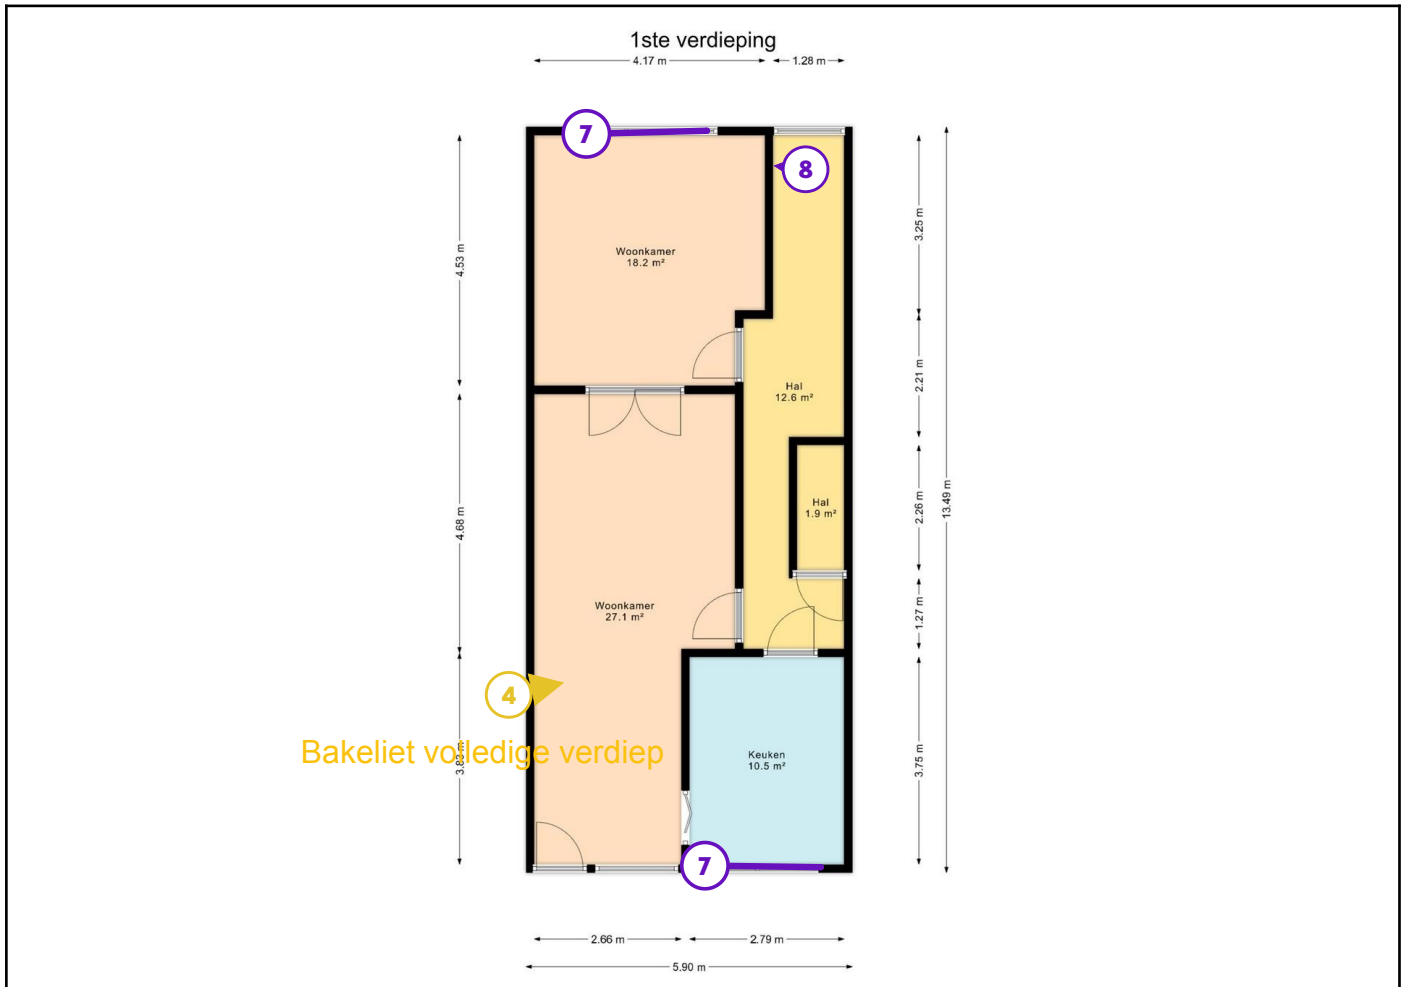 1ste verdieping
4.17 m
1.28 m
7
8
3.25 m
4.53 m
Woonkamer
18.2 m²
2.21 m
Hal
12.6 m²
13.49 m
2.26 m
Hal
1.9 m²
4.68 m
1.27 m
Woonkamer
27.1 m²
4
Bakeliet volledige verdiep
3.83 m
Keuken
10.5 m²
3.75 m
7
2.66 m
2.79 m
5.90 m